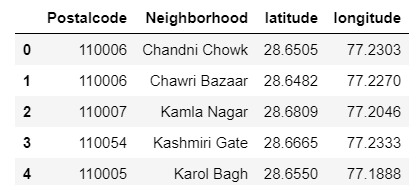 Postalcode Neighborhood latitude longitude
0 110006 Chandni Chowk 28.6505 77.2303
1 110006 Chawri Bazaar 28.6482 77.2270
2 110007 Kamla Nagar 28.6809 77.2046
3 110054 Kashmiri Gate 28.6665 77.2333
4 110005 Karol Bagh 28.6550 77.1888